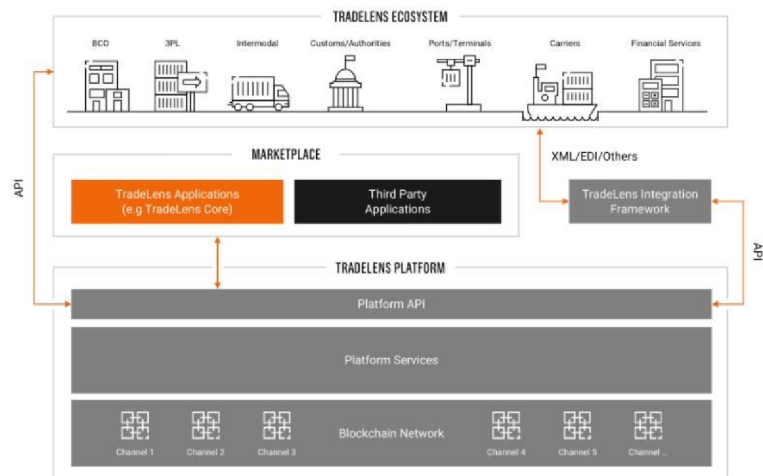 TRADELENS ECOSYSTEM
BCO
3PL
Intermodal
Customs/Authorities
Ports/Terminals
Carriers
Financial Services
API
XML/EDI/Others
MARKETPLACE
TradeLens Applications
(e.g TradeLens Core)
Third Party
Applications
TradeLens Integration
Framework
API
TRADELENS PLATFORM
Platform API
Platform Services
Blockchain Network
Channel 1
Channel 2
Channel 3
Channel 4
Channel 5
Channel ...